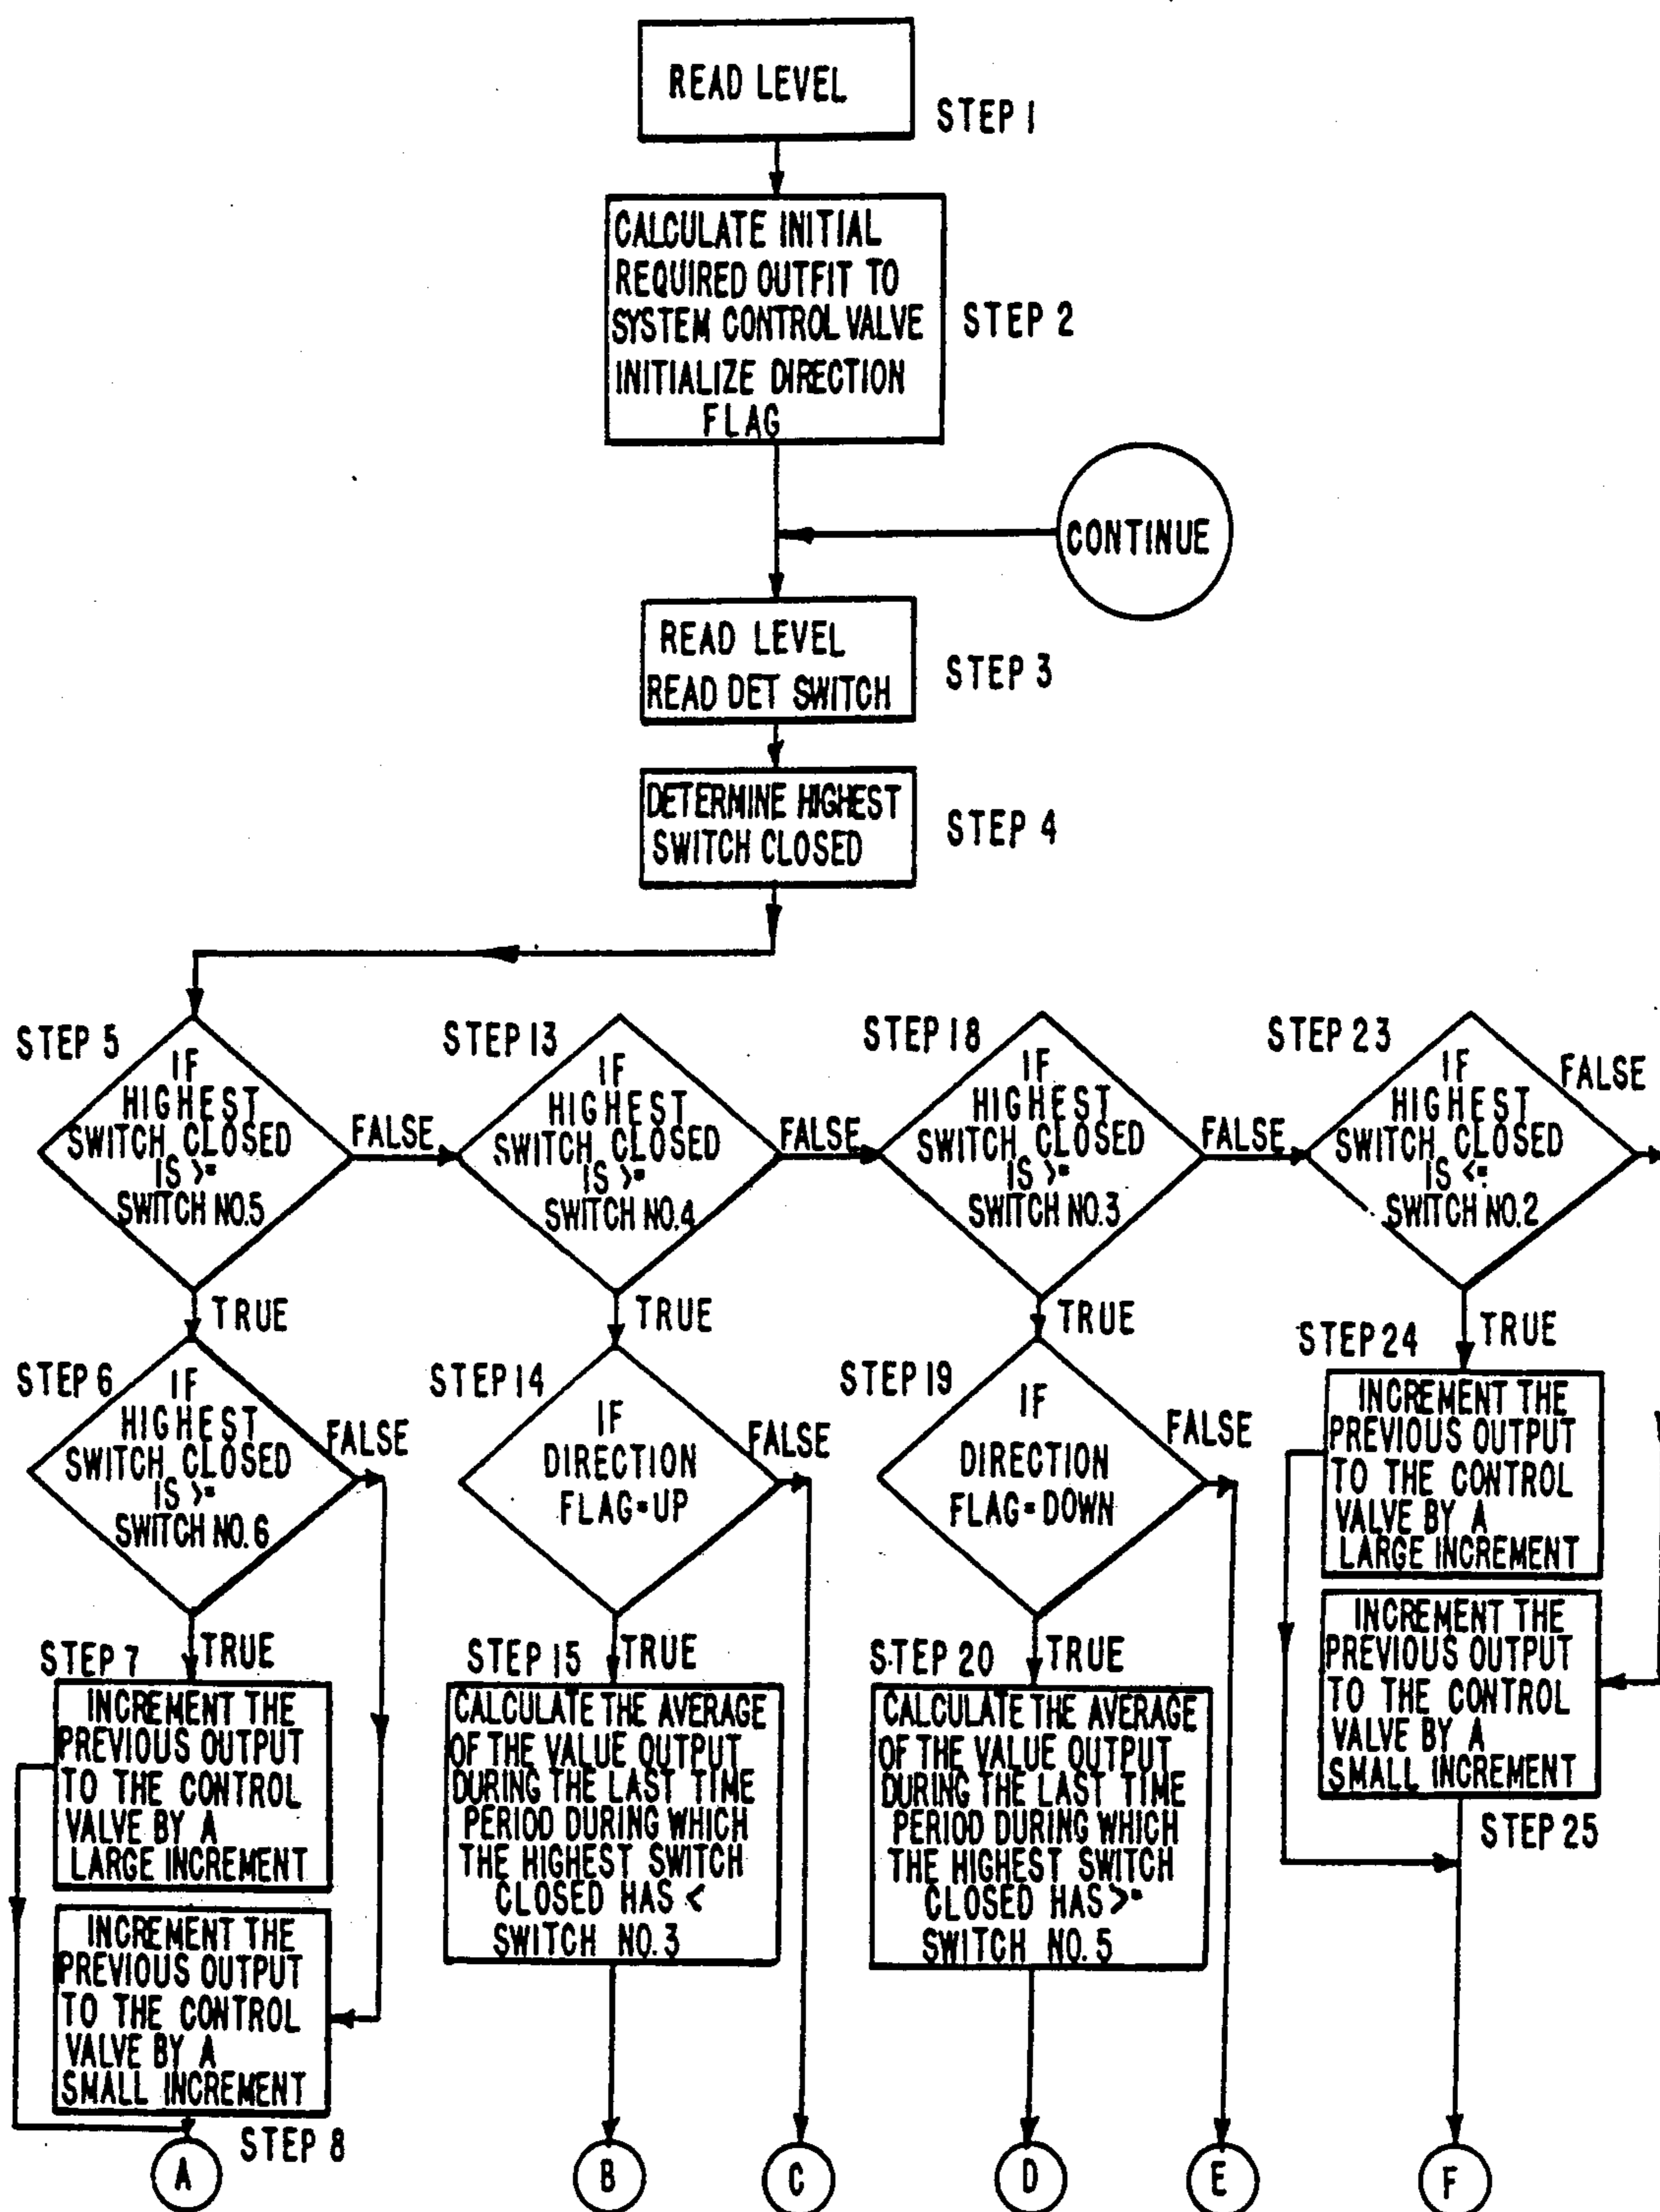 READ LEVEL
STEP 1
CALCULATE INITIAL
REQUIRED OUTFIT TO
SYSTEM CONTROL VALVE
INITIALIZE DIRECTION
FLAG
STEP 2
CONTINUE
READ LEVEL
READ DET SWITCH
STEP 3
DETERMINE HIGHEST
SWITCH CLOSED
STEP 4
STEP 5
IF
HIGHEST
SWITCH CLOSED
IS >=
SWITCH NO.5
FALSE
TRUE
STEP 6
IF
HIGHEST
SWITCH CLOSED
IS >=
SWITCH NO.6
FALSE
TRUE
STEP 7
INCREMENT THE
PREVIOUS OUTPUT
TO THE CONTROL
VALVE BY A
LARGE INCREMENT
INCREMENT THE
PREVIOUS OUTPUT
TO THE CONTROL
VALVE BY A
SMALL INCREMENT
STEP 8
A
STEP 13
IF
HIGHEST
SWITCH CLOSED
IS >=
SWITCH NO.4
FALSE
TRUE
STEP 14
IF
DIRECTION
FLAG=UP
FALSE
TRUE
STEP 15
CALCULATE THE AVERAGE
OF THE VALUE OUTPUT
DURING THE LAST TIME
PERIOD DURING WHICH
THE HIGHEST SWITCH
CLOSED HAS <
SWITCH NO.3
B
C
STEP 18
IF
HIGHEST
SWITCH CLOSED
IS >=
SWITCH NO.3
FALSE
TRUE
STEP 19
IF
DIRECTION
FLAG=DOWN
FALSE
TRUE
STEP 20
CALCULATE THE AVERAGE
OF THE VALUE OUTPUT
DURING THE LAST TIME
PERIOD DURING WHICH
THE HIGHEST SWITCH
CLOSED HAS >=
SWITCH NO.5
D
E
STEP 23
IF
HIGHEST
SWITCH CLOSED
IS <=
SWITCH NO.2
FALSE
TRUE
STEP 24
INCREMENT THE
PREVIOUS OUTPUT
TO THE CONTROL
VALVE BY A
LARGE INCREMENT
INCREMENT THE
PREVIOUS OUTPUT
TO THE CONTROL
VALVE BY A
SMALL INCREMENT
STEP 25
F